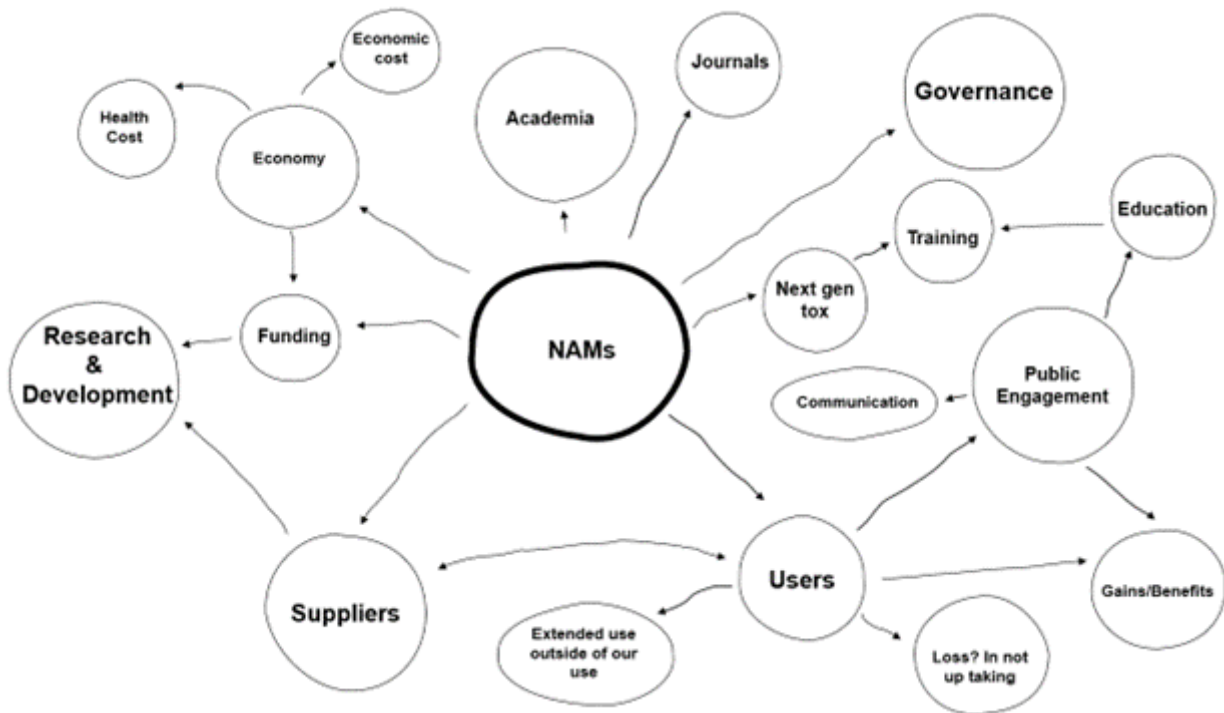 Economic
cost
Journals
Governance
Health
Cost
Academia
Economy
Education
Training
Next gen
tox
Research
&
Development
Funding
NAMs
Public
Engagement
Communication
Users
Gains/Benefits
Suppliers
Extended use
outside of our
use
Loss? In not
up taking